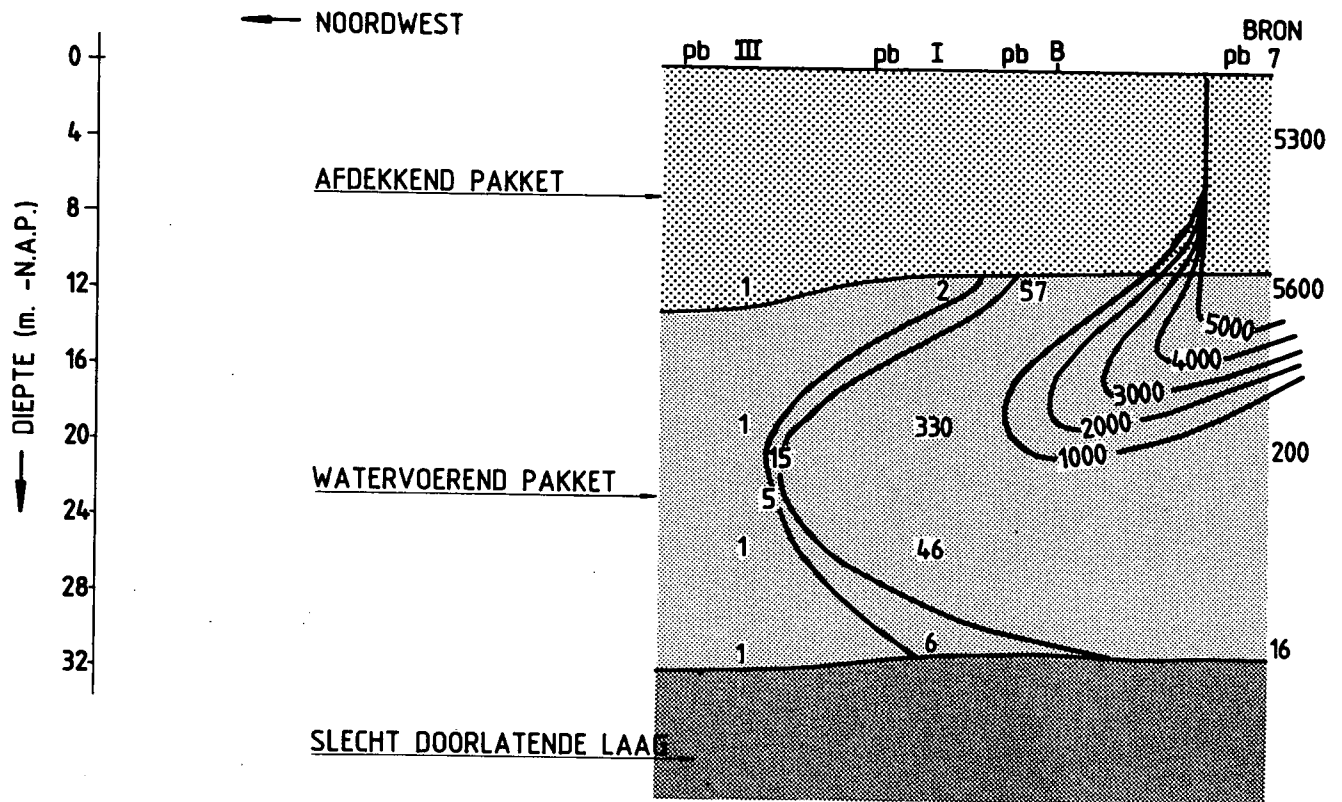 NOORDWEST
BRON
pb III pb I pb B pb 7
0
4
5300
AFDEKKEND PAKKET
8
12
1 2 57 5600
5000
16
4000
3000
20
1 330 2000
15 1000 200
WATERVOEREND PAKKET
5
24
1 46
28
6 16
32
1
SLECHT DOORLATENDE LAAG
DIEPTE (m. -N.A.P.)